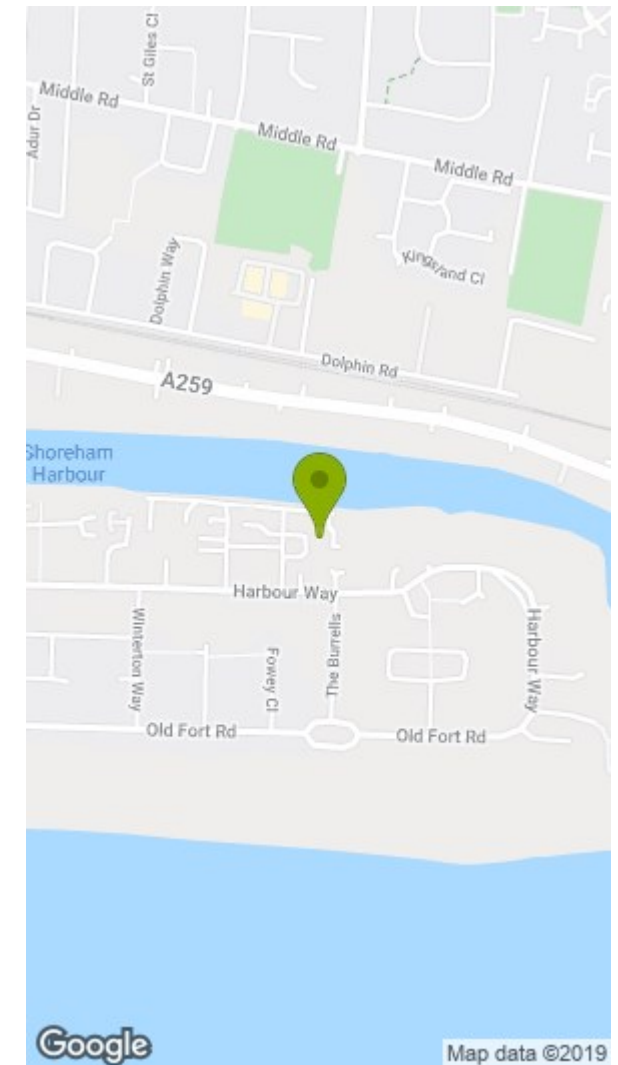 St Giles Cl
Middle Rd
Adur Dr
Middle Rd
Middle Rd
Kingsland Cl
Dolphin Way
Dolphin Rd
A259
Shoreham
Harbour
Harbour Way
Winterton Way
Fowey Cl
The Burrells
Harbour Way
Old Fort Rd
Old Fort Rd
Google
Map data ©2019